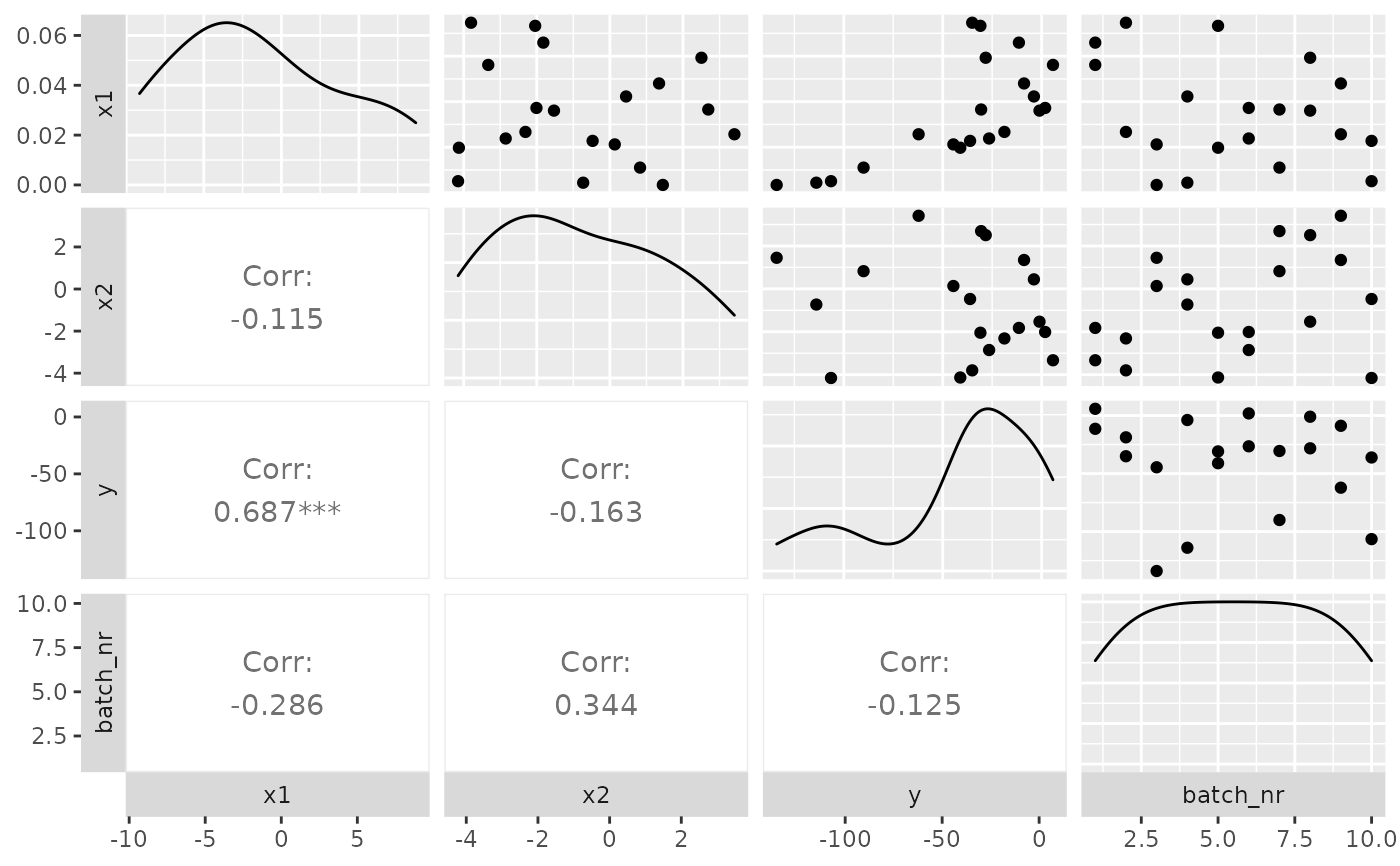 0.06
0.04
0.02
0.00
x1
2
0
-2
-4
x2
Corr:
-0.115
0
-50
-100
y
Corr:
0.687***
Corr:
-0.163
10.0
7.5
5.0
2.5
batch_nr
Corr:
-0.286
Corr:
0.344
Corr:
-0.125
x1 x2 y batch_nr
-10 -5 0 5 -4 -2 0 2 -100 -50 0 2.5 5.0 7.5 10.0